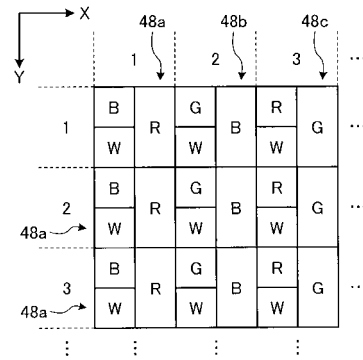 X
Y
48a 48b 48c
1 2 3 ...
1 B R G B R G ...
W W W
2 B R G B R G ...
48a W W W
3 B R G B R G ...
48a W W W